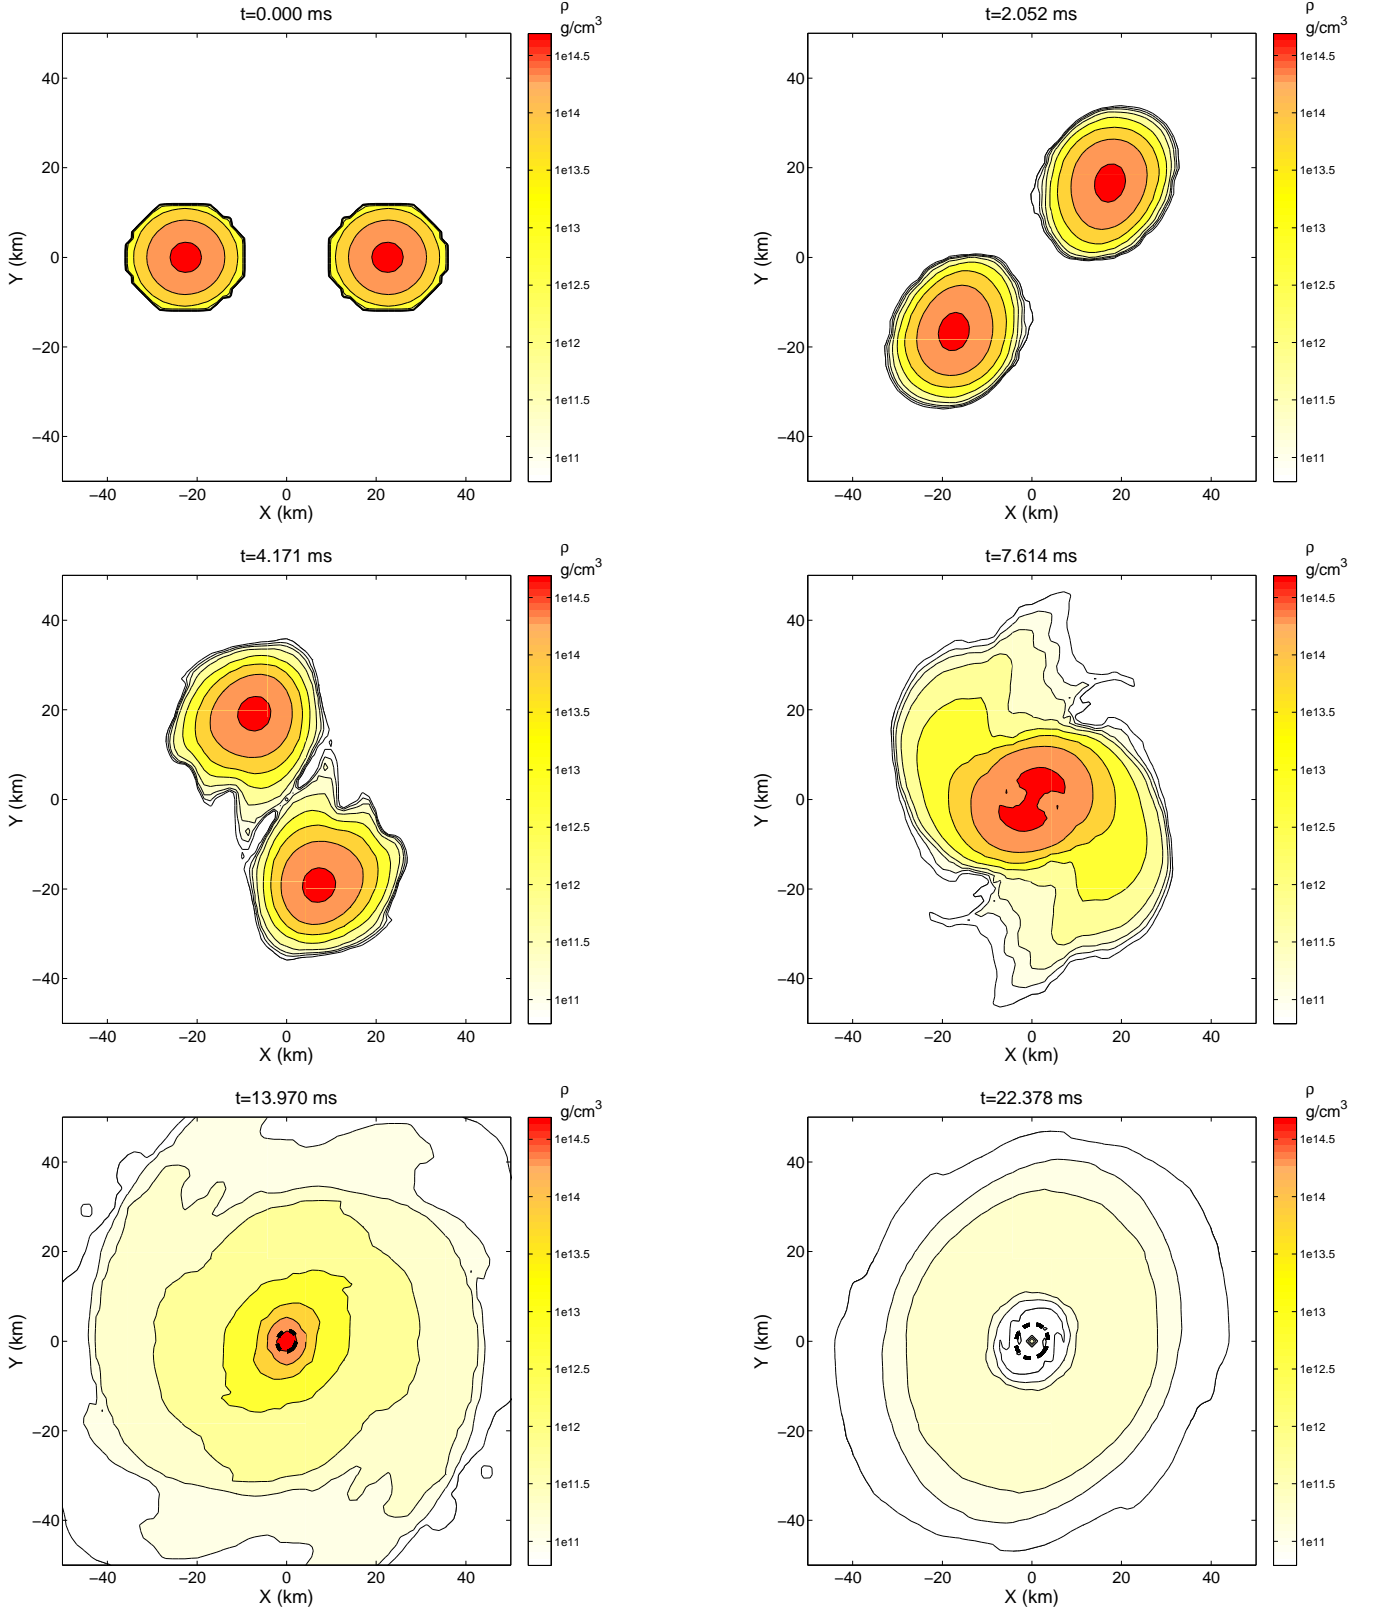 t=0.000 ms
ρ
g/cm³
1e14.5
1e14
1e13.5
1e13
1e12.5
1e12
1e11.5
1e11
40
20
0
−20
−40
Y (km)
−40 −20 0 20 40
X (km)
t=2.052 ms
ρ
g/cm³
1e14.5
1e14
1e13.5
1e13
1e12.5
1e12
1e11.5
1e11
40
20
0
−20
−40
Y (km)
−40 −20 0 20 40
X (km)
t=4.171 ms
ρ
g/cm³
1e14.5
1e14
1e13.5
1e13
1e12.5
1e12
1e11.5
1e11
40
20
0
−20
−40
Y (km)
−40 −20 0 20 40
X (km)
t=7.614 ms
ρ
g/cm³
1e14.5
1e14
1e13.5
1e13
1e12.5
1e12
1e11.5
1e11
40
20
0
−20
−40
Y (km)
−40 −20 0 20 40
X (km)
t=13.970 ms
ρ
g/cm³
1e14.5
1e14
1e13.5
1e13
1e12.5
1e12
1e11.5
1e11
40
20
0
−20
−40
Y (km)
−40 −20 0 20 40
X (km)
t=22.378 ms
ρ
g/cm³
1e14.5
1e14
1e13.5
1e13
1e12.5
1e12
1e11.5
1e11
40
20
0
−20
−40
Y (km)
−40 −20 0 20 40
X (km)